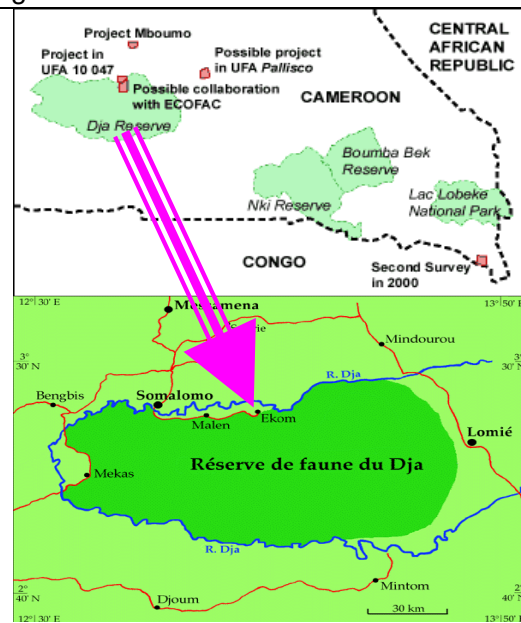 CENTRAL
AFRICAN
REPUBLIC
Project Mboumo
Project in
UFA 10 047
Possible project
in UFA Pallisco
Possible collaboration
with ECOFAC
CAMEROON
Dja Reserve
Boumba Bek
Reserve
Nki Reserve
Lac Lobeke
National Park
CONGO
Second Survey
in 2000
12°30' E
13°50' E
3°
30' N
3°
30' N
Mindourou
R. Dja
Bengbis
Somalomo
Malen
Ekom
Lomié
Mekas
Réserve de faune du Dja
R. Dja
Mintom
Djoum
2°
40' N
2°
40' N
30 km
12°30' E
13°50' E